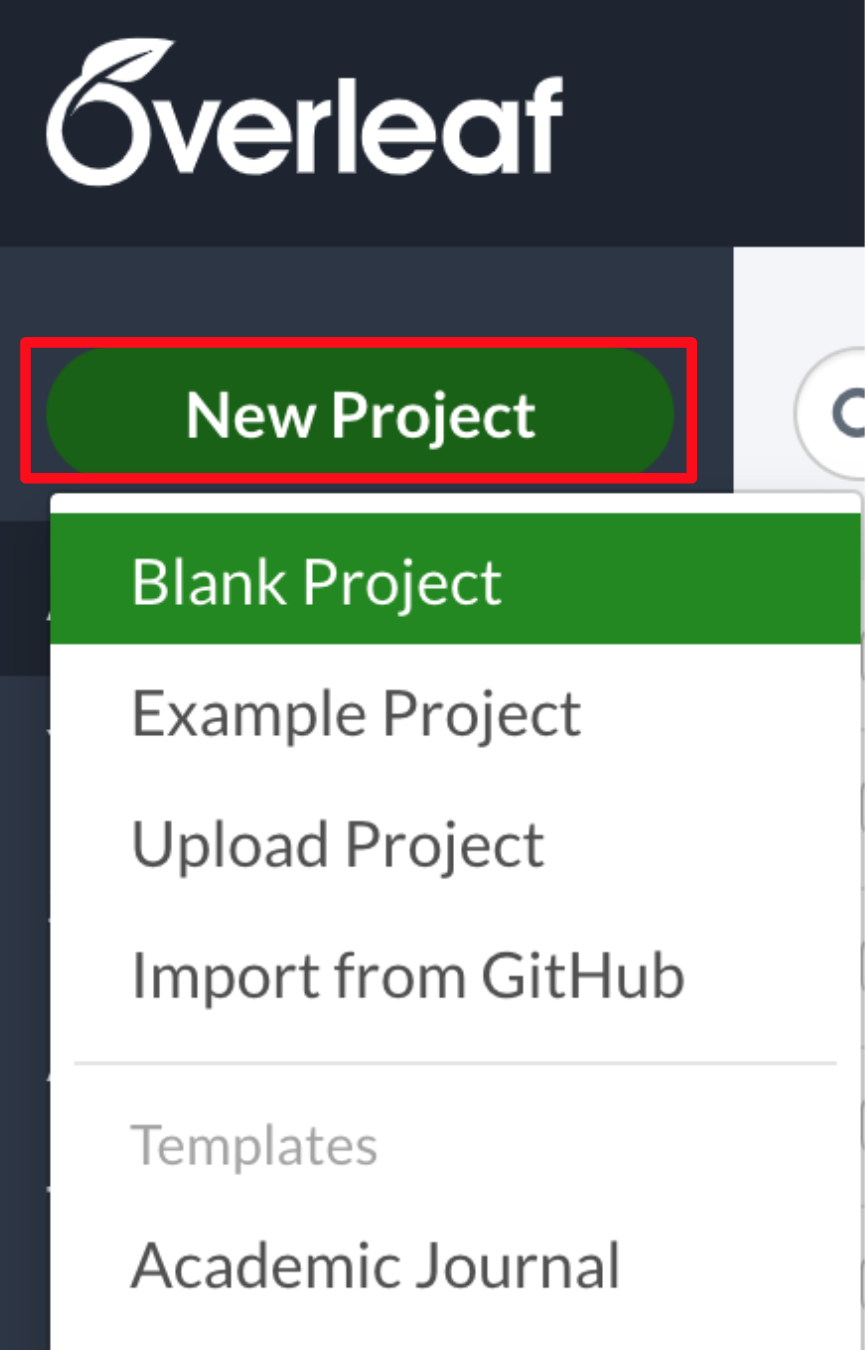 Overleaf
New Project
Blank Project
Example Project
Upload Project
Import from GitHub
Templates
Academic Journal